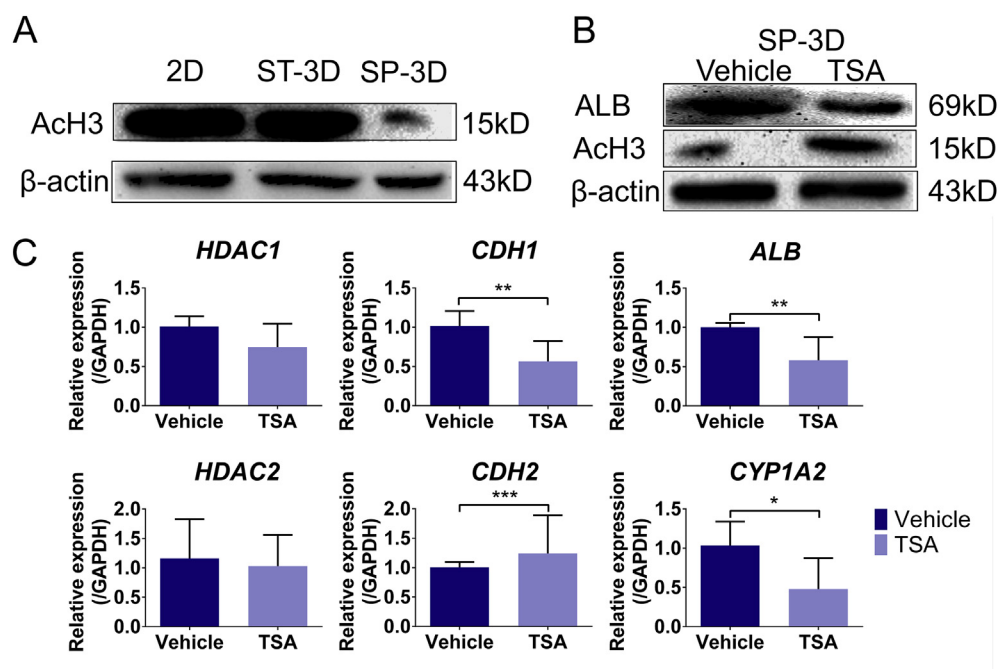 A
2D ST-3D SP-3D
AcH3 15kD
β-actin 43kD
B
SP-3D
Vehicle TSA
ALB 69kD
AcH3 15kD
β-actin 43kD
C
HDAC1
Relative expression
(/GAPDH)
1.5
1.0
0.5
0.0
Vehicle TSA
CDH1
Relative expression
(/GAPDH)
1.5
1.0
0.5
0.0
**
Vehicle TSA
ALB
Relative expression
(/GAPDH)
1.5
1.0
0.5
0.0
**
Vehicle TSA
HDAC2
Relative expression
(/GAPDH)
2.0
1.5
1.0
0.5
0.0
Vehicle TSA
CDH2
Relative expression
(/GAPDH)
2.0
1.5
1.0
0.5
0.0
***
Vehicle TSA
CYP1A2
Relative expression
(/GAPDH)
1.5
1.0
0.5
0.0
*
Vehicle TSA
Vehicle
TSA